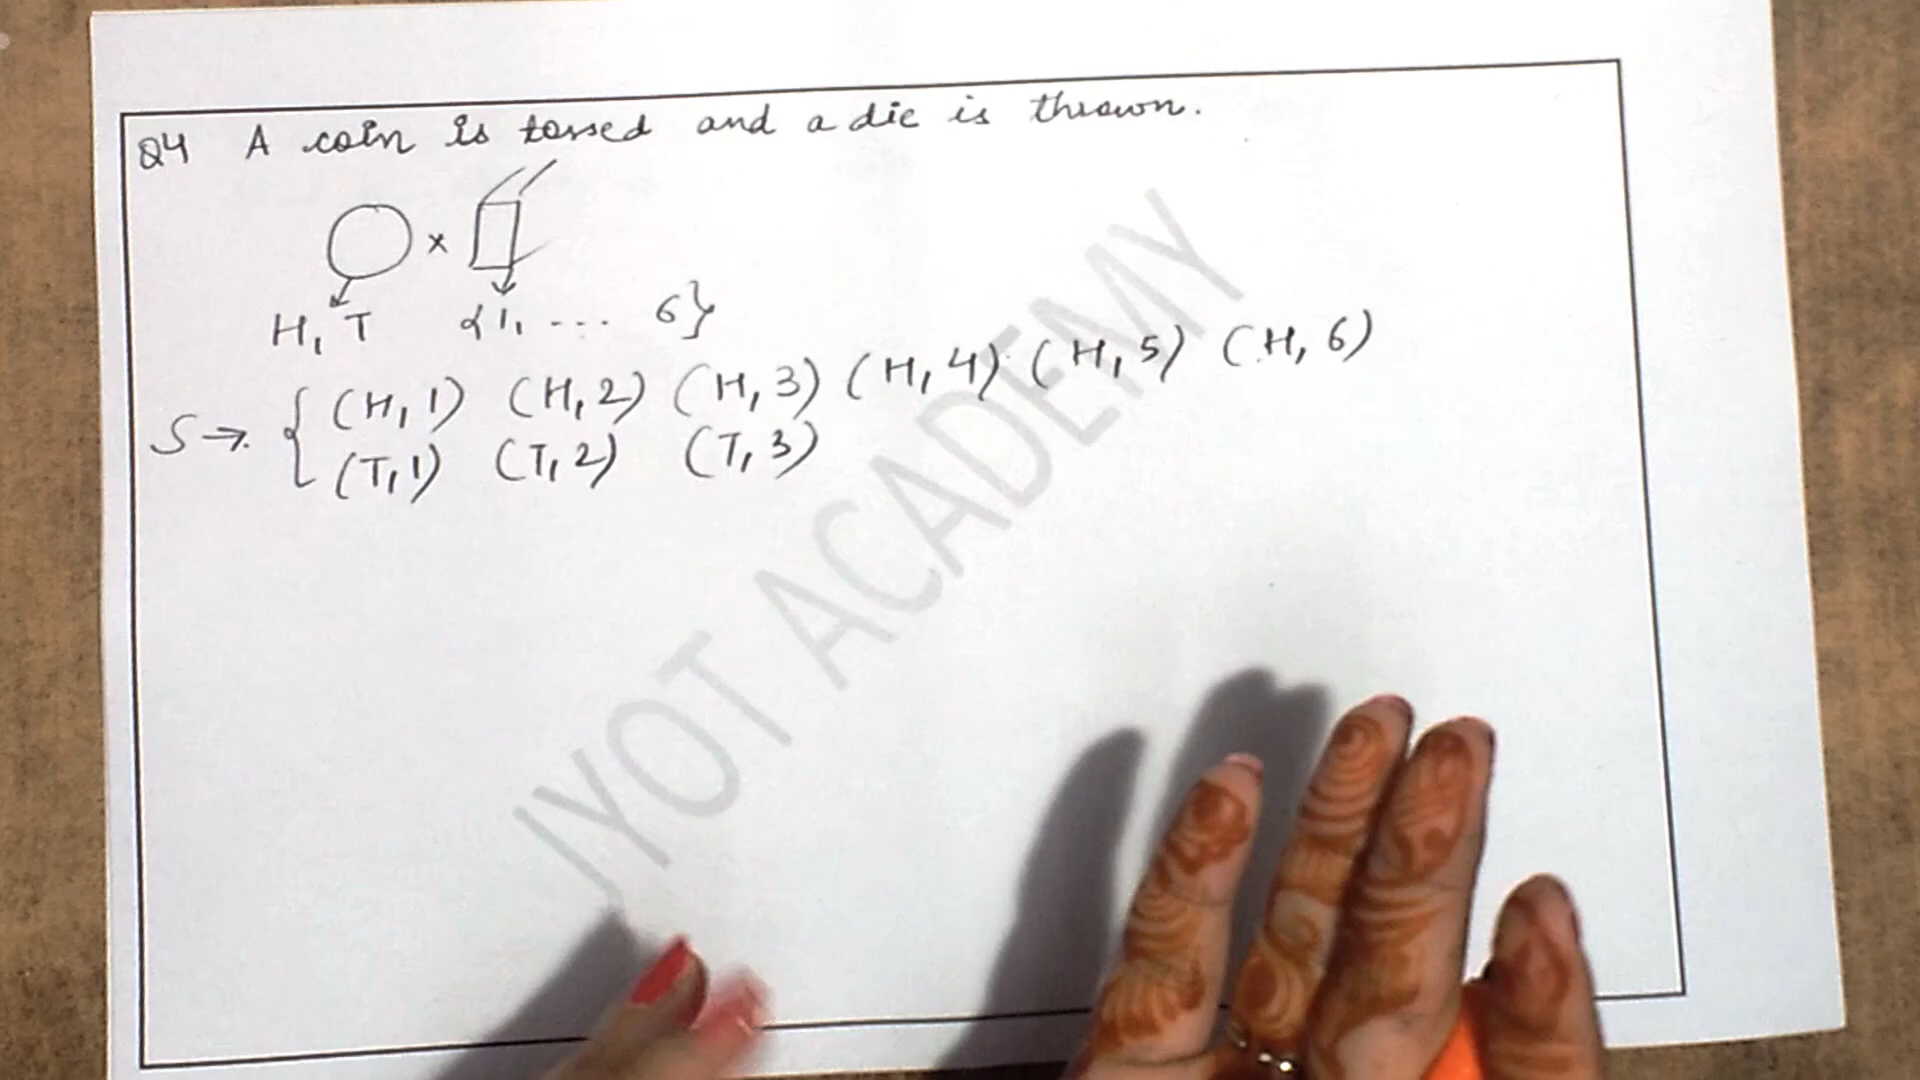 Q4 A coin is tossed and a die is thrown.
×
H, T {1, --- 6}
S → { (H, 1) (H, 2) (H, 3) (H, 4) (H, 5) (H, 6)
(T, 1) (T, 2) (T, 3)
JYOT ACADEMY